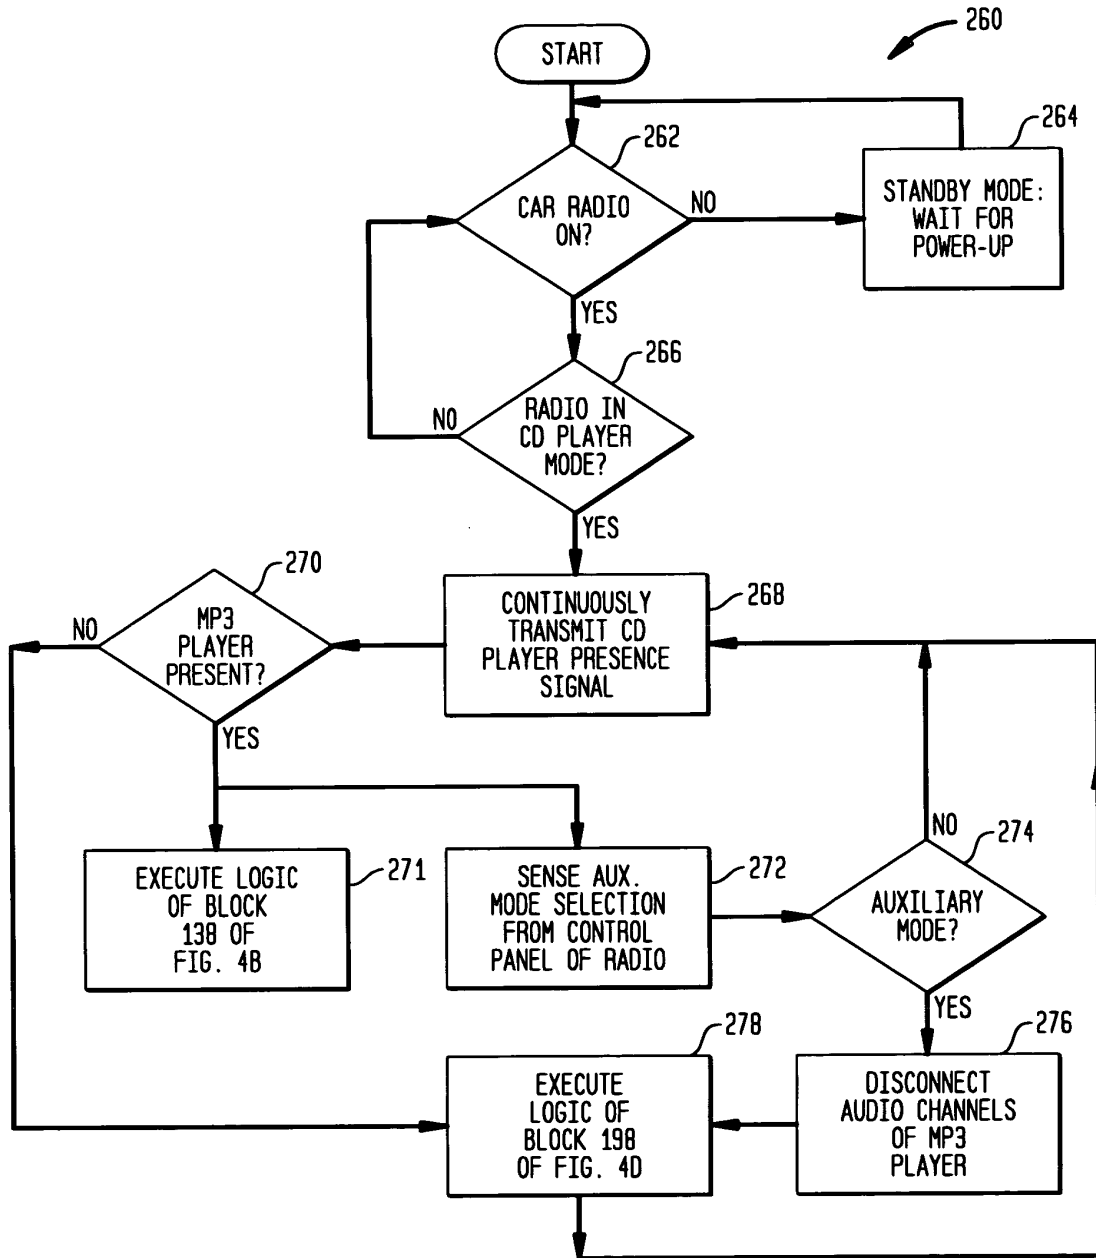 260
START
264
262
STANDBY MODE:
WAIT FOR
POWER-UP
CAR RADIO
ON?
NO
YES
266
RADIO IN
CD PLAYER
MODE?
NO
YES
270
268
MP3
PLAYER
PRESENT?
NO
CONTINUOUSLY
TRANSMIT CD
PLAYER PRESENCE
SIGNAL
YES
NO
274
271
EXECUTE LOGIC
OF BLOCK
138 OF
FIG. 4B
272
SENSE AUX.
MODE SELECTION
FROM CONTROL
PANEL OF RADIO
AUXILIARY
MODE?
YES
278
276
EXECUTE
LOGIC OF
BLOCK 198
OF FIG. 4D
DISCONNECT
AUDIO CHANNELS
OF MP3
PLAYER